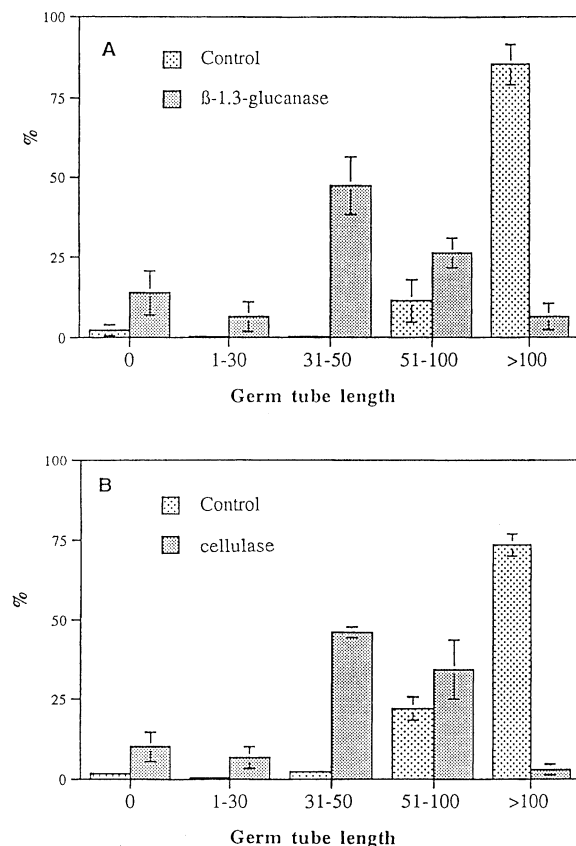 100
A
Control
ß-1.3-glucanase
75
%
50
25
0
0 1-30 31-50 51-100 >100
Germ tube length
100
B
Control
cellulase
75
%
50
25
0
0 1-30 31-50 51-100 >100
Germ tube length